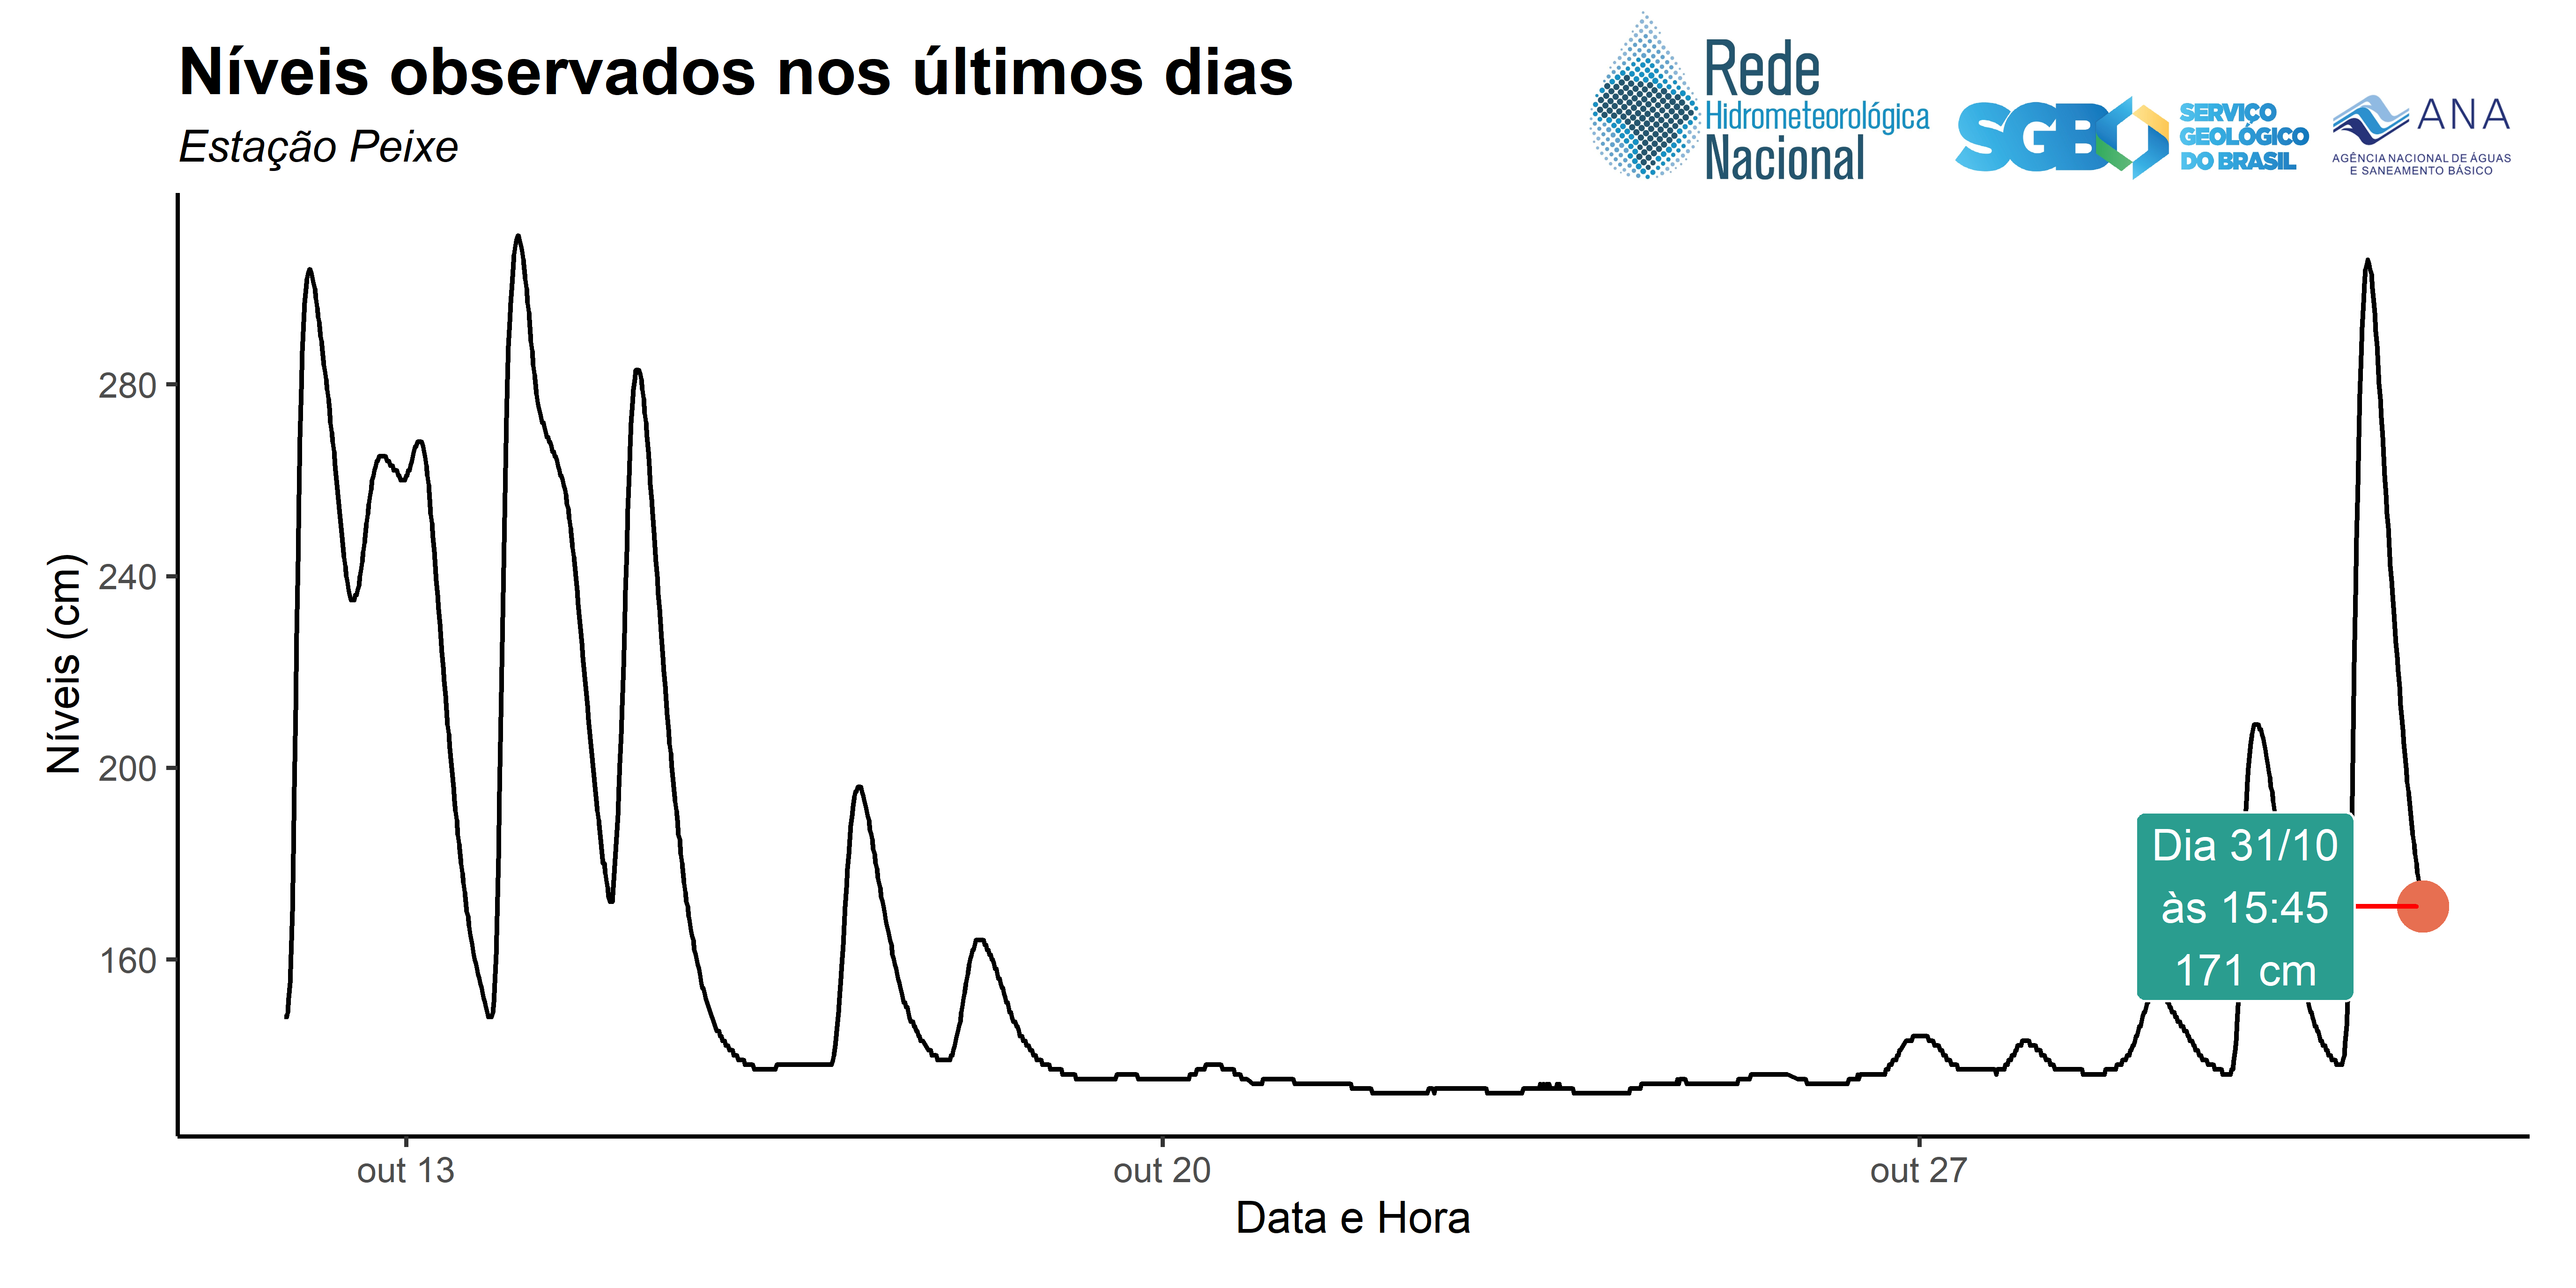 Níveis observados nos últimos dias
Estação Peixe
Rede
Hidrometeorológica
Nacional
SGB
SERVIÇO
GEOLÓGICO
DO BRASIL
ANA
AGÊNCIA NACIONAL DE ÁGUAS
E SANEAMENTO BÁSICO
Níveis (cm)
280
240
200
160
Dia 31/10
às 15:45
171 cm
out 13
out 20
out 27
Data e Hora